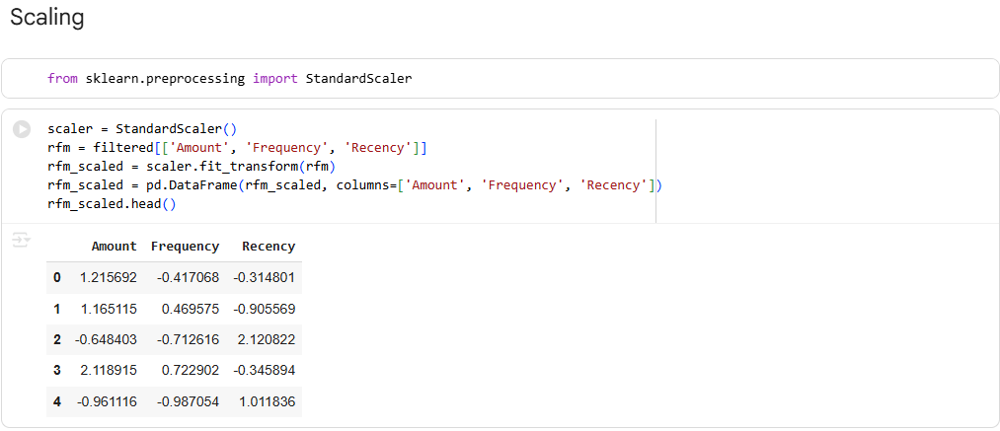 Scaling
from sklearn.preprocessing import StandardScaler
scaler = StandardScaler()
rfm = filtered[['Amount', 'Frequency', 'Recency']]
rfm_scaled = scaler.fit_transform(rfm)
rfm_scaled = pd.DataFrame(rfm_scaled, columns=['Amount', 'Frequency', 'Recency'])
rfm_scaled.head()
Amount Frequency Recency
0 1.215692 -0.417068 -0.314801
1 1.165115 0.469575 -0.905569
2 -0.648403 -0.712616 2.120822
3 2.118915 0.722902 -0.345894
4 -0.961116 -0.987054 1.011836